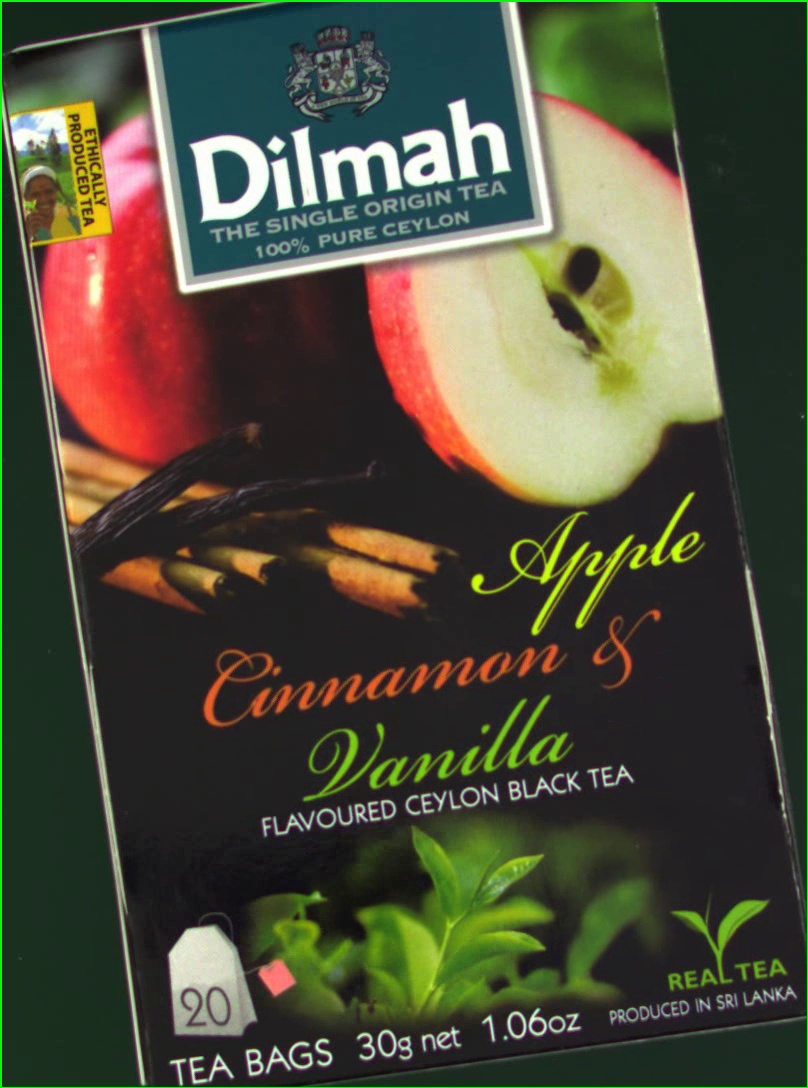 ETHICALLY
PRODUCED TEA
Dilmah
THE SINGLE ORIGIN TEA
100% PURE CEYLON
Apple
Cinnamon &
Vanilla
FLAVOURED CEYLON BLACK TEA
20
TEA BAGS 30g net 1.06oz
REAL TEA
PRODUCED IN SRI LANKA